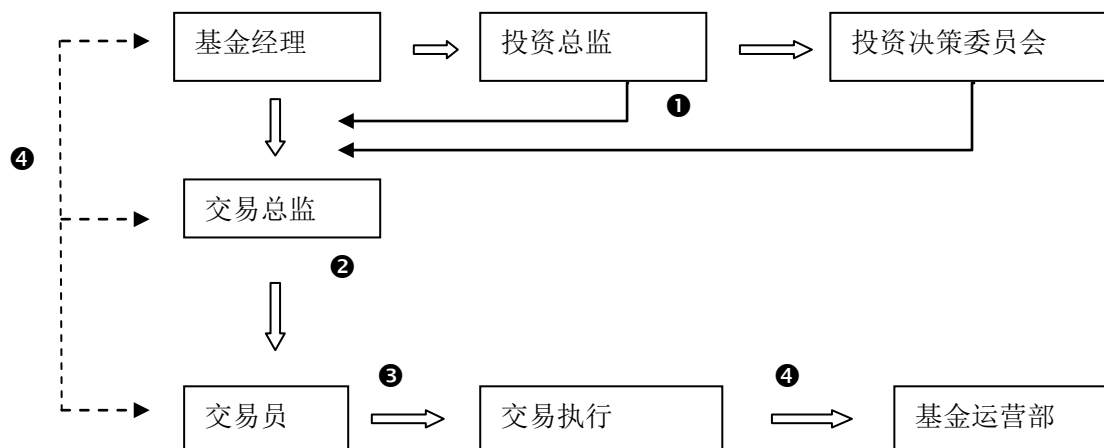 基金经理
投资总监
投资决策委员会
❶
❹
交易总监
❷
❸
❹
交易员
交易执行
基金运营部